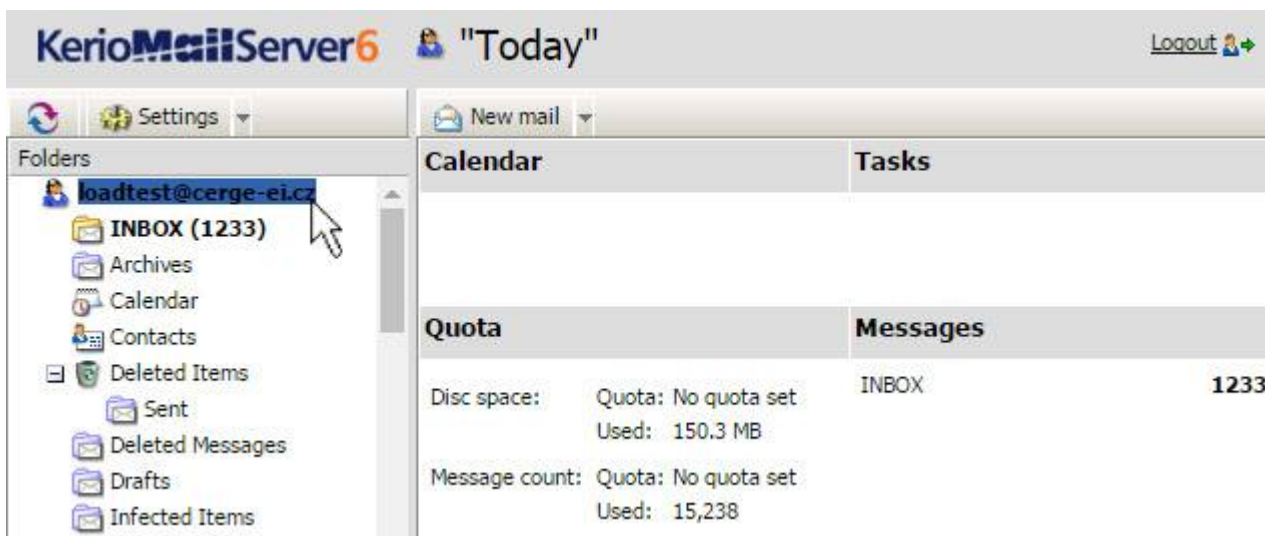 KerioMailServer6 "Today" Logout
Settings New mail
Folders
loadtest@cerge-ei.cz
INBOX (1233)
Archives
Calendar
Contacts
Deleted Items
Sent
Deleted Messages
Drafts
Infected Items
Calendar Tasks
Quota Messages
Disc space: Quota: No quota set
Used: 150.3 MB
Message count: Quota: No quota set
Used: 15,238
INBOX 1233